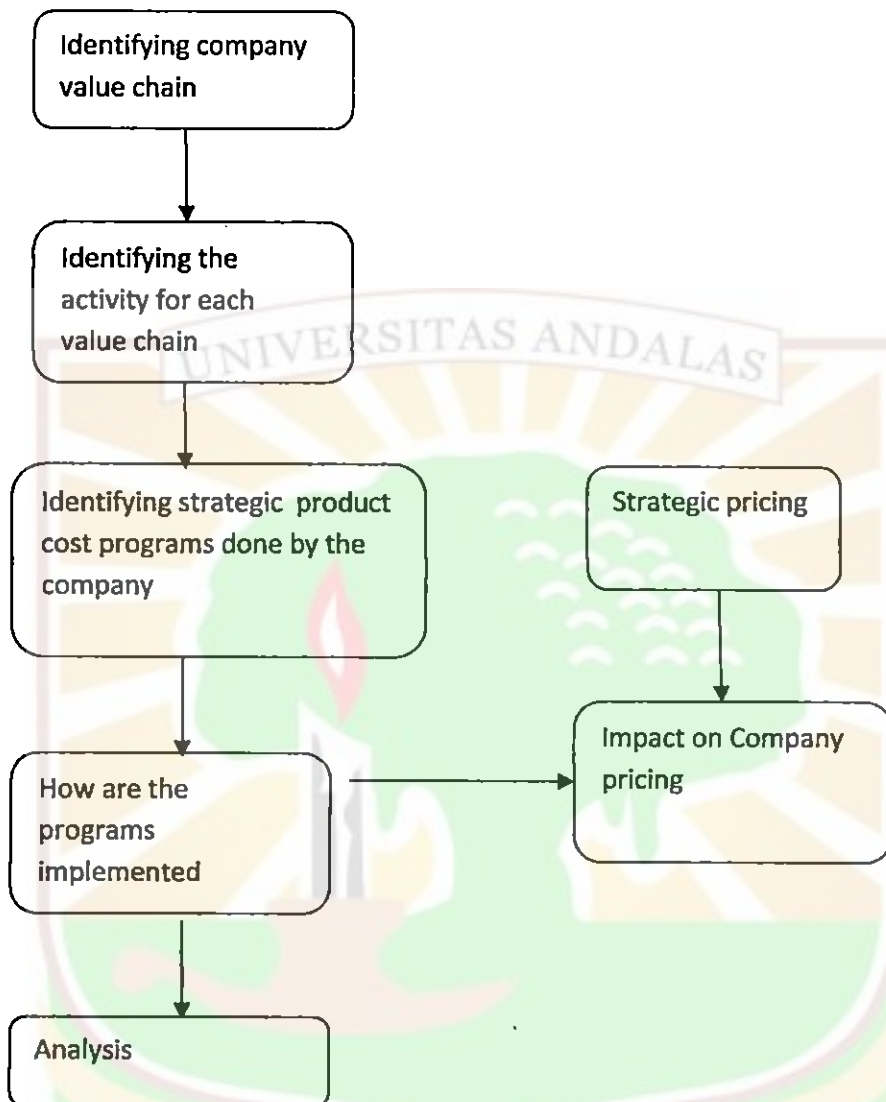 Identifying company
value chain
Identifying the
activity for each
value chain
UNIVERSITAS ANDALAS
Identifying strategic product
cost programs done by the
company
Strategic pricing
Impact on Company
pricing
How are the
programs
implemented
Analysis